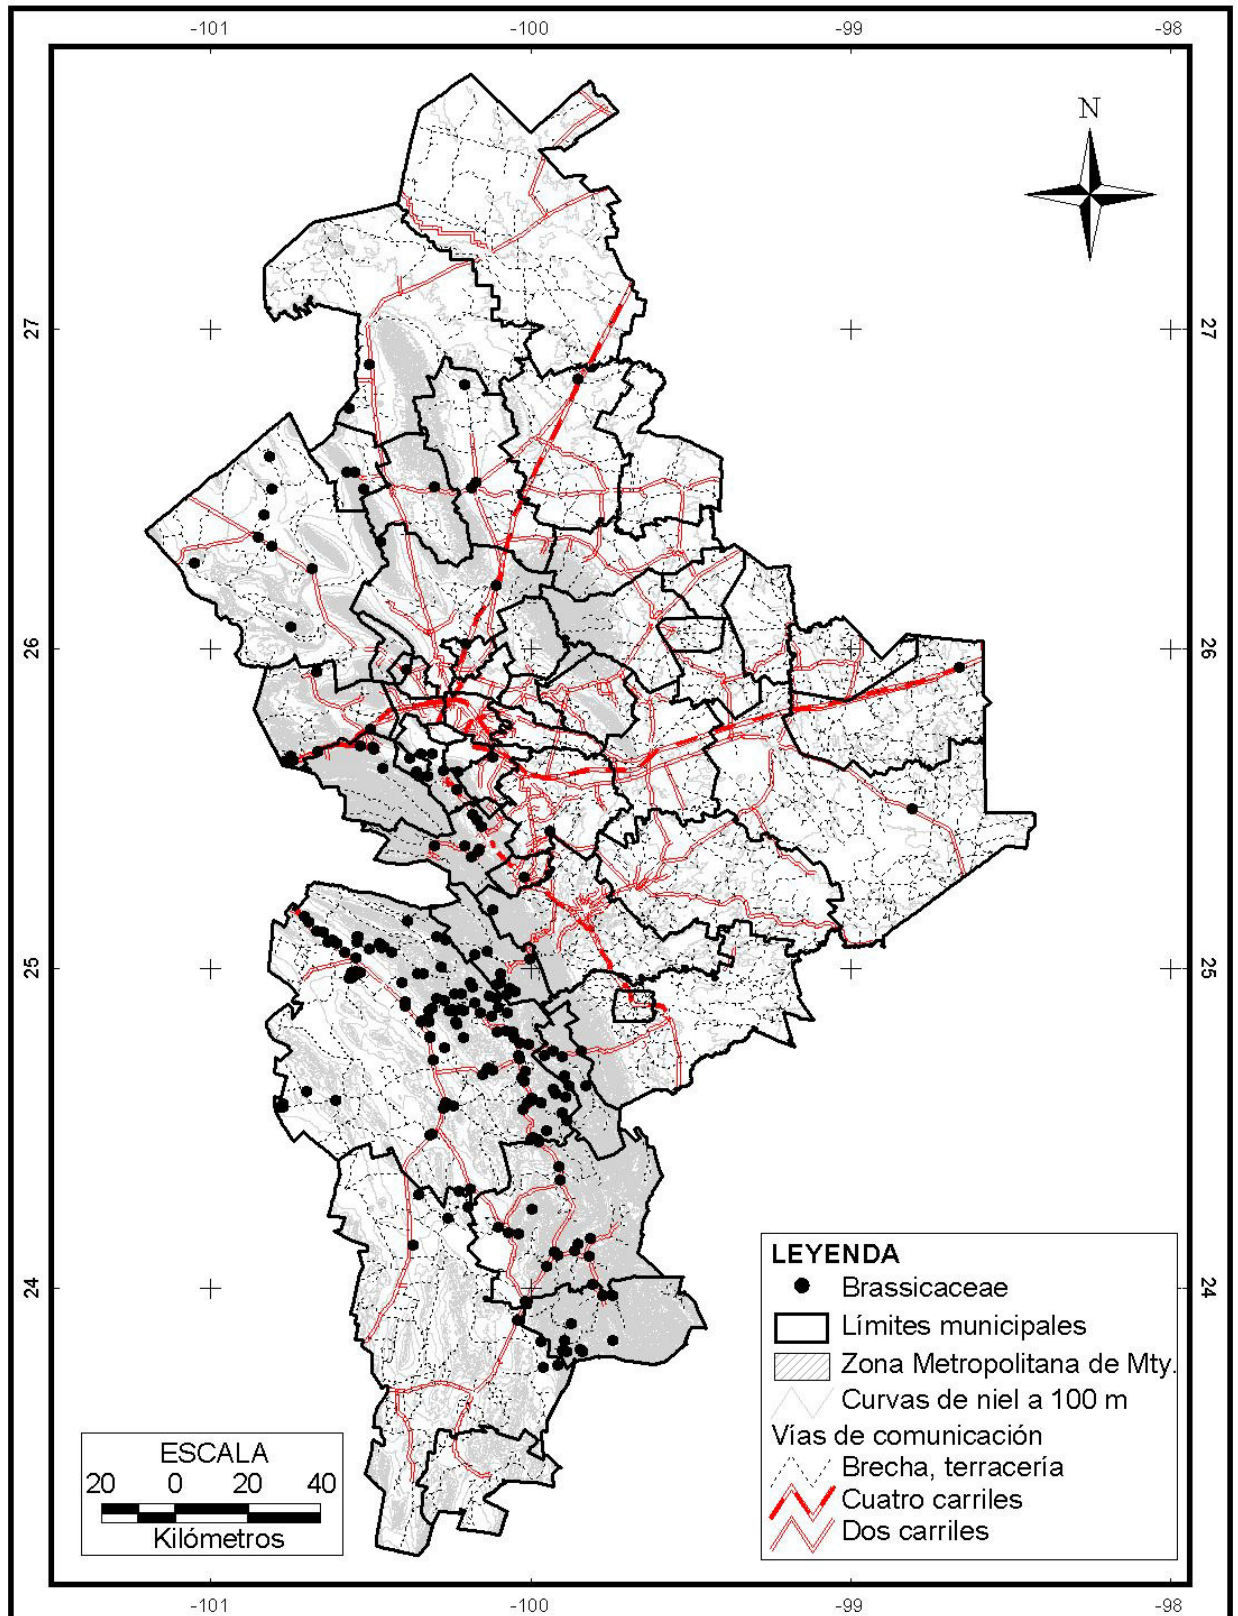 -101 -100 -99 -98
N
27 27
26 26
25 25
24 24
LEYENDA
Brassicaceae
Límites municipales
Zona Metropolitana de Mty.
Curvas de niel a 100 m
Vías de comunicación
Brecha, terracería
Cuatro carriles
Dos carriles
ESCALA
20 0 20 40
Kilómetros
-101 -100 -99 -98